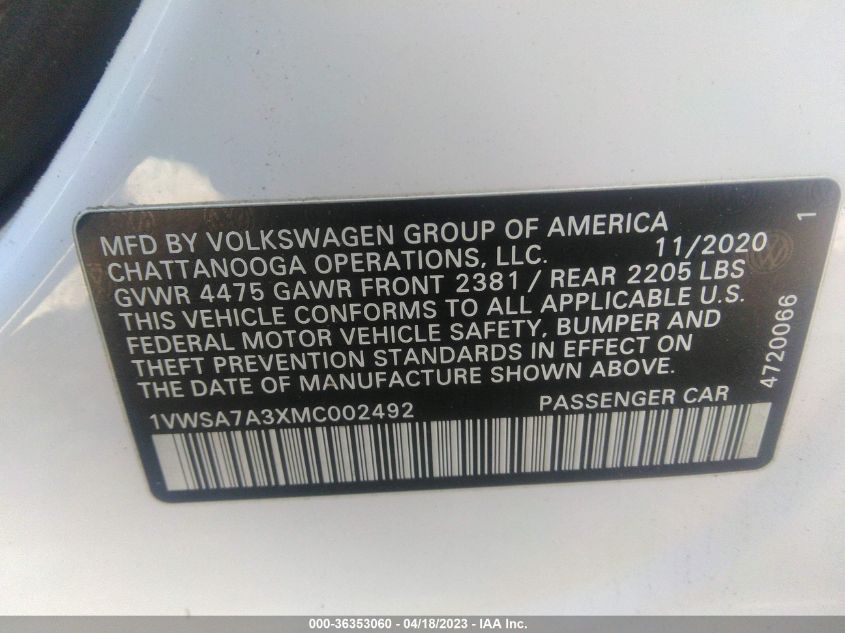 MFD BY VOLKSWAGEN GROUP OF AMERICA
CHATTANOOGA OPERATIONS, LLC. 11/2020
GVWR 4475 GAWR FRONT 2381 / REAR 2205 LBS
THIS VEHICLE CONFORMS TO ALL APPLICABLE U.S.
FEDERAL MOTOR VEHICLE SAFETY, BUMPER AND
THEFT PREVENTION STANDARDS IN EFFECT ON
THE DATE OF MANUFACTURE SHOWN ABOVE.
1VWSA7A3XMC002492 PASSENGER CAR
4720066 1
000-36353060 - 04/18/2023 - IAA Inc.